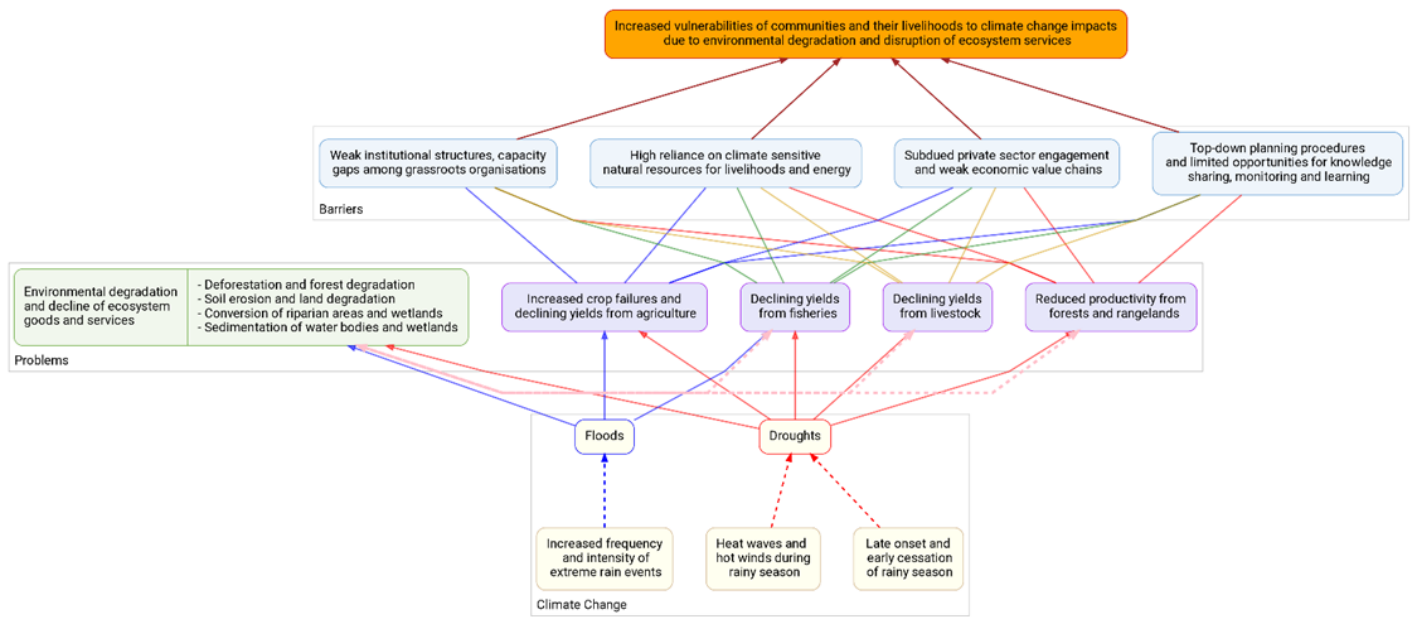 Increased vulnerabilities of communities and their livelihoods to climate change impacts
due to environmental degradation and disruption of ecosystem services
Weak institutional structures, capacity
gaps among grassroots organisations
High reliance on climate sensitive
natural resources for livelihoods and energy
Subdued private sector engagement
and weak economic value chains
Top-down planning procedures
and limited opportunities for knowledge
sharing, monitoring and learning
Barriers
Environmental degradation
and decline of ecosystem
goods and services
- Deforestation and forest degradation
- Soil erosion and land degradation
- Conversion of riparian areas and wetlands
- Sedimentation of water bodies and wetlands
Increased crop failures and
declining yields from agriculture
Declining yields
from fisheries
Declining yields
from livestock
Reduced productivity from
forests and rangelands
Problems
Floods
Droughts
Increased frequency
and intensity of
extreme rain events
Heat waves and
hot winds during
rainy season
Late onset and
early cessation
of rainy season
Climate Change